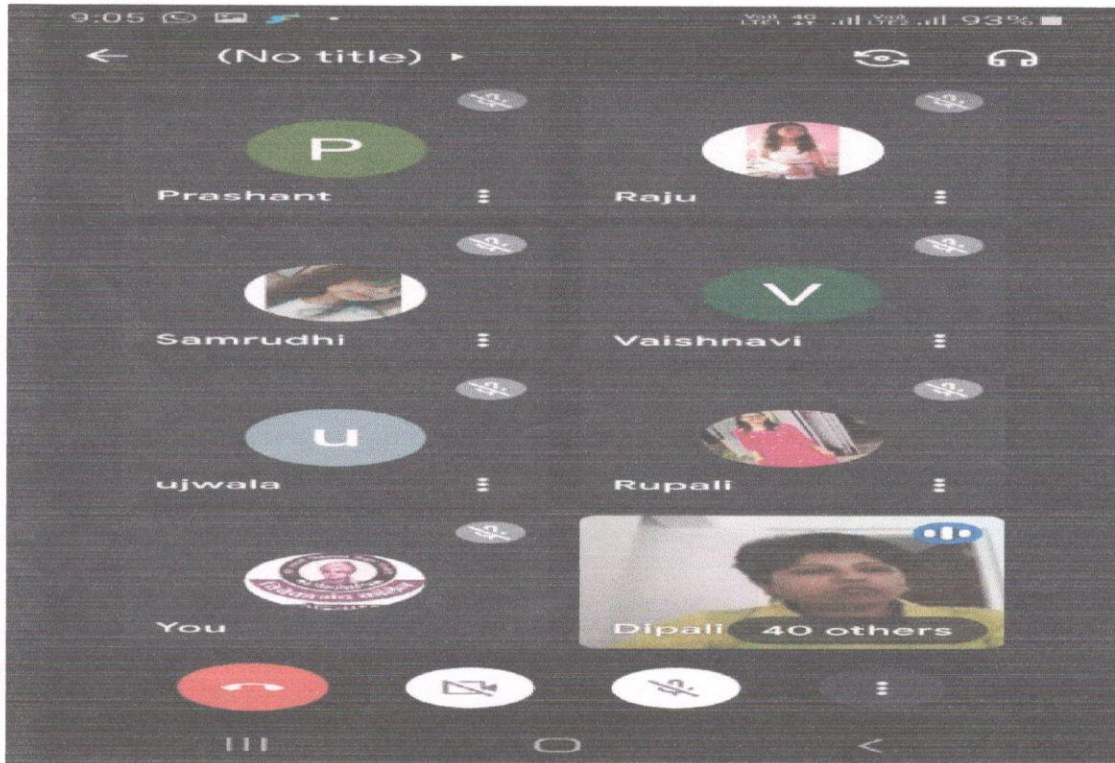 9:05 93%
(No title)
P
Prashant
Raju
Samrudhi
V
Vaishnavi
u
ujwala
Rupali
You
Dipali 40 others